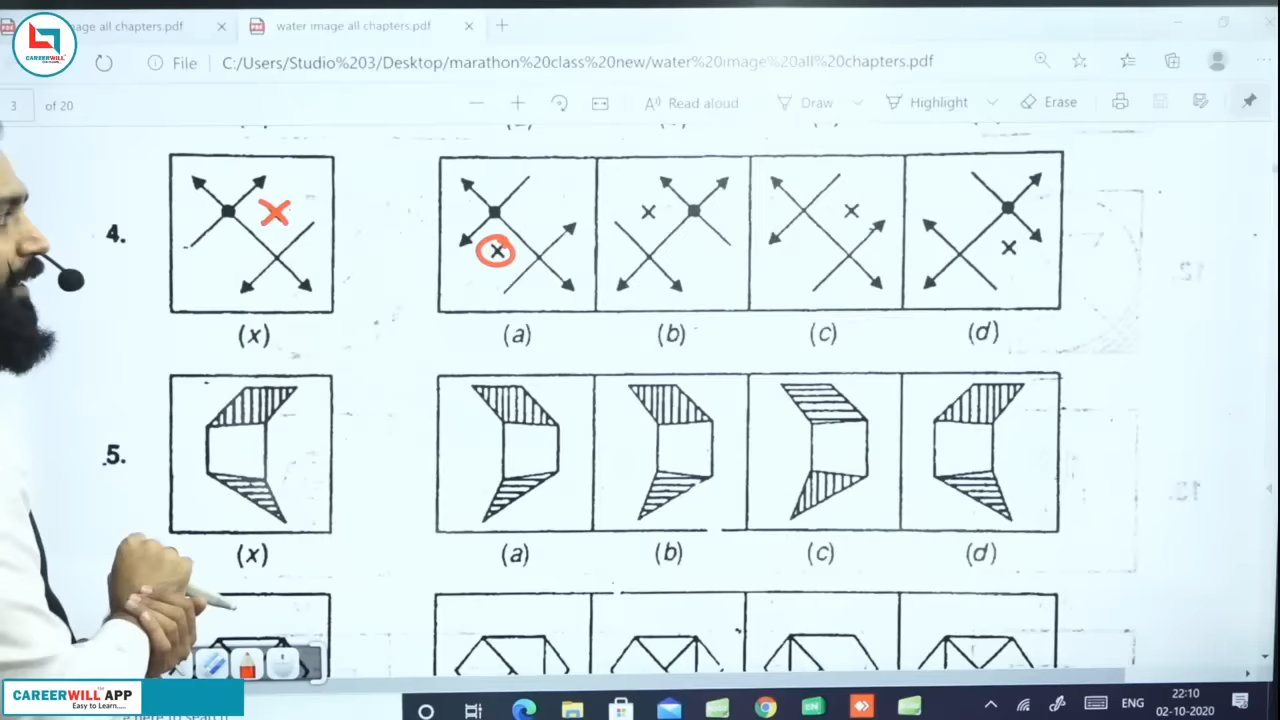 age all chapters.pdf
water image all chapters.pdf
CAREERWILL
File
C:/Users/Studio%203/Desktop/marathon%20class%20new/water%20image%20all%20chapters.pdf
3
of 20
Read aloud
Draw
Highlight
Erase
4.
(x)
(a)
(b)
(c)
(d)
5.
(x)
(a)
(b)
(c)
(d)
CAREERWILL APP
Easy to Learn.....
ENG
22:10
02-10-2020